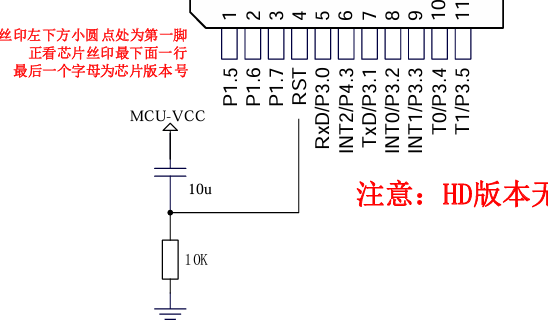 1 2 3 4 5 6 7 8 9 10 11
丝印左下方小圆点处为第一脚
正看芯片丝印最下面一行
最后一个字母为芯片版本号
P1.5
P1.6
P1.7
RST
RxD/P3.0
INT2/P4.3
TxD/P3.1
INT0/P3.2
INT1/P3.3
T0/P3.4
T1/P3.5
MCU-VCC
10u
注意：HD版本无
10K